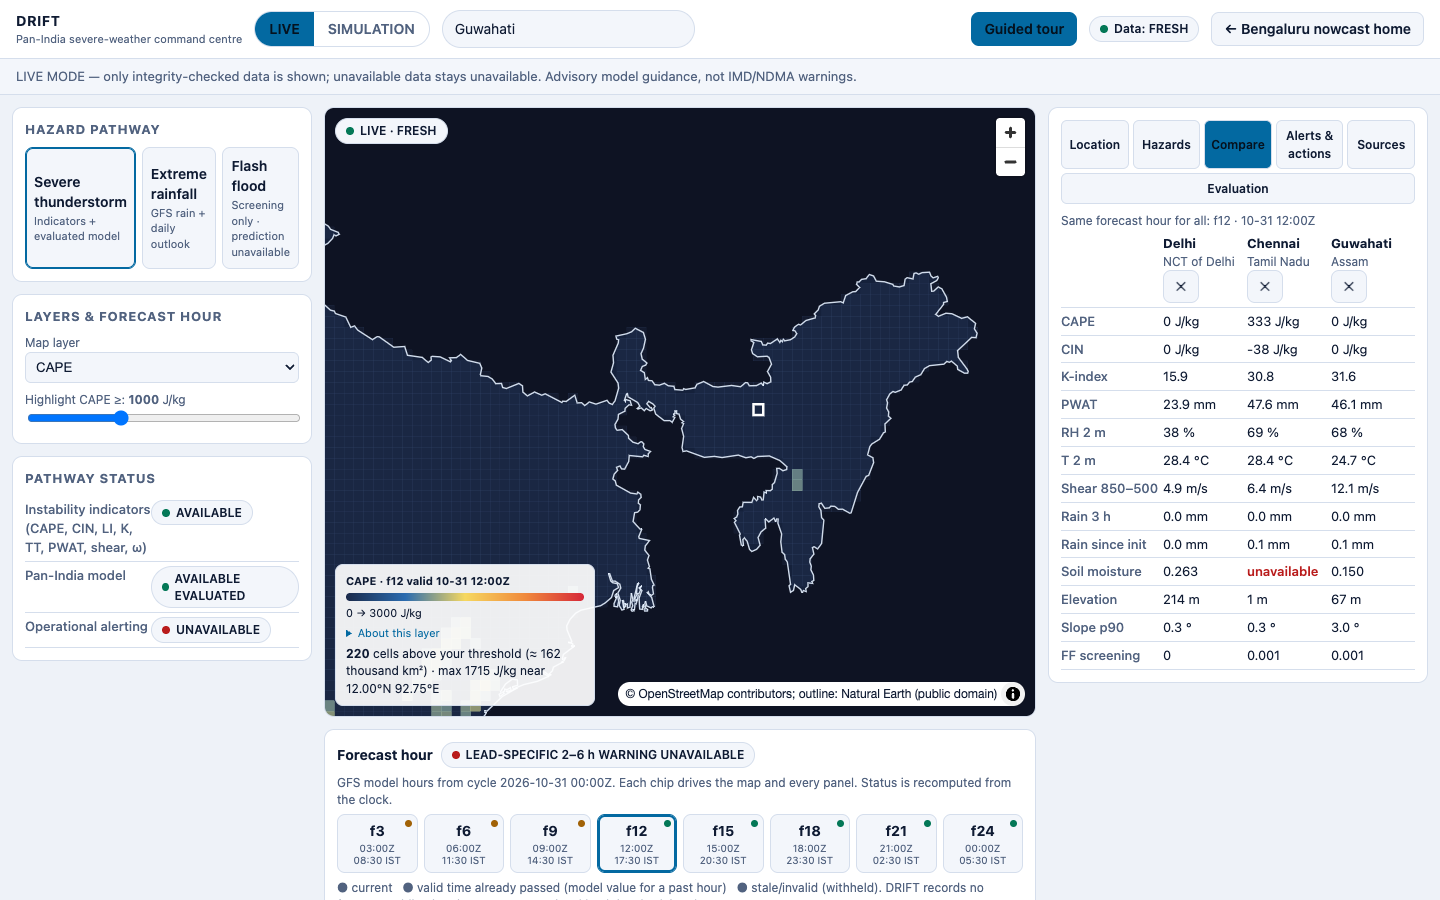 DRIFT
Pan-India severe-weather command centre
LIVE
SIMULATION
Guwahati
Guided tour
Data: FRESH
← Bengaluru nowcast home
LIVE MODE — only integrity-checked data is shown; unavailable data stays unavailable. Advisory model guidance, not IMD/NDMA warnings.
HAZARD PATHWAY
Severe
thunderstorm
Indicators +
evaluated model
Extreme
rainfall
GFS rain +
daily
outlook
Flash
flood
Screening
only ·
prediction
unavailable
LAYERS & FORECAST HOUR
Map layer
CAPE
Highlight CAPE ≥: 1000 J/kg
PATHWAY STATUS
Instability indicators
(CAPE, CIN, LI, K,
TT, PWAT, shear, ω)
AVAILABLE
Pan-India model
AVAILABLE
EVALUATED
Operational alerting
UNAVAILABLE
LIVE · FRESH
+
−
CAPE · f12 valid 10-31 12:00Z
0 → 3000 J/kg
▶ About this layer
220 cells above your threshold (≈ 162
thousand km²) · max 1715 J/kg near
12.00°N 92.75°E
© OpenStreetMap contributors; outline: Natural Earth (public domain)
Forecast hour
LEAD-SPECIFIC 2–6 h WARNING UNAVAILABLE
GFS model hours from cycle 2026-10-31 00:00Z. Each chip drives the map and every panel. Status is recomputed from
the clock.
f3
03:00Z
08:30 IST
f6
06:00Z
11:30 IST
f9
09:00Z
14:30 IST
f12
12:00Z
17:30 IST
f15
15:00Z
20:30 IST
f18
18:00Z
23:30 IST
f21
21:00Z
02:30 IST
f24
00:00Z
05:30 IST
● current ● valid time already passed (model value for a past hour) ● stale/invalid (withheld). DRIFT records no
Location
Hazards
Compare
Alerts &
actions
Sources
Evaluation
Same forecast hour for all: f12 · 10-31 12:00Z
Delhi Chennai Guwahati
NCT of Delhi Tamil Nadu Assam
× × ×
CAPE 0 J/kg 333 J/kg 0 J/kg
CIN 0 J/kg -38 J/kg 0 J/kg
K-index 15.9 30.8 31.6
PWAT 23.9 mm 47.6 mm 46.1 mm
RH 2 m 38 % 69 % 68 %
T 2 m 28.4 °C 28.4 °C 24.7 °C
Shear 850–500 4.9 m/s 6.4 m/s 12.1 m/s
Rain 3 h 0.0 mm 0.0 mm 0.0 mm
Rain since init 0.0 mm 0.1 mm 0.1 mm
Soil moisture 0.263 unavailable 0.150
Elevation 214 m 1 m 67 m
Slope p90 0.3 ° 0.3 ° 3.0 °
FF screening 0 0.001 0.001